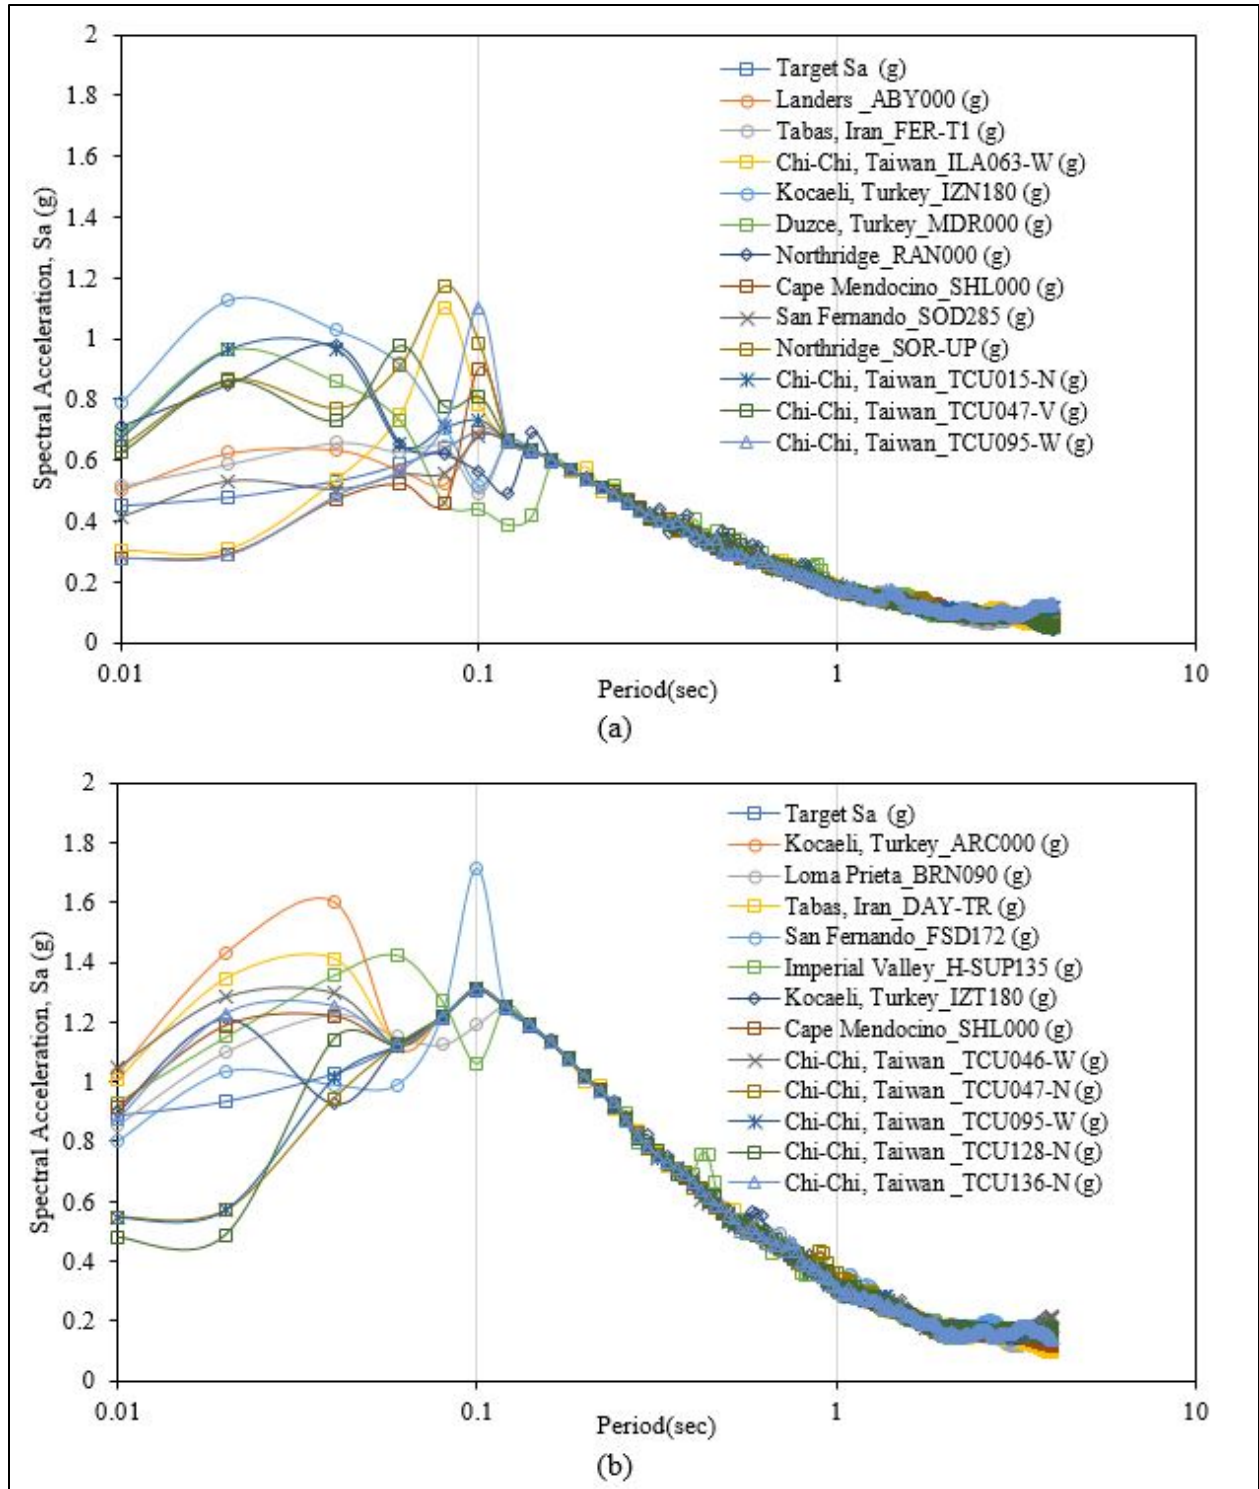 2
1.8
1.6
1.4
1.2
1
0.8
0.6
0.4
0.2
0
Spectral Acceleration, Sa (g)
Target Sa (g)
Landers _ABY000 (g)
Tabas, Iran_FER-T1 (g)
Chi-Chi, Taiwan_ILA063-W (g)
Kocaeli, Turkey_IZN180 (g)
Duzce, Turkey_MDR000 (g)
Northridge_RAN000 (g)
Cape Mendocino_SHL000 (g)
San Fernando_SOD285 (g)
Northridge_SOR-UP (g)
Chi-Chi, Taiwan_TCU015-N (g)
Chi-Chi, Taiwan_TCU047-V (g)
Chi-Chi, Taiwan_TCU095-W (g)
0.01 0.1 1 10
Period(sec)
(a)
2
1.8
1.6
1.4
1.2
1
0.8
0.6
0.4
0.2
0
Spectral Acceleration, Sa (g)
Target Sa (g)
Kocaeli, Turkey_ARC000 (g)
Loma Prieta_BRN090 (g)
Tabas, Iran_DAY-TR (g)
San Fernando_FSD172 (g)
Imperial Valley_H-SUP135 (g)
Kocaeli, Turkey_IZT180 (g)
Cape Mendocino_SHL000 (g)
Chi-Chi, Taiwan _TCU046-W (g)
Chi-Chi, Taiwan _TCU047-N (g)
Chi-Chi, Taiwan _TCU095-W (g)
Chi-Chi, Taiwan _TCU128-N (g)
Chi-Chi, Taiwan _TCU136-N (g)
0.01 0.1 1 10
Period(sec)
(b)